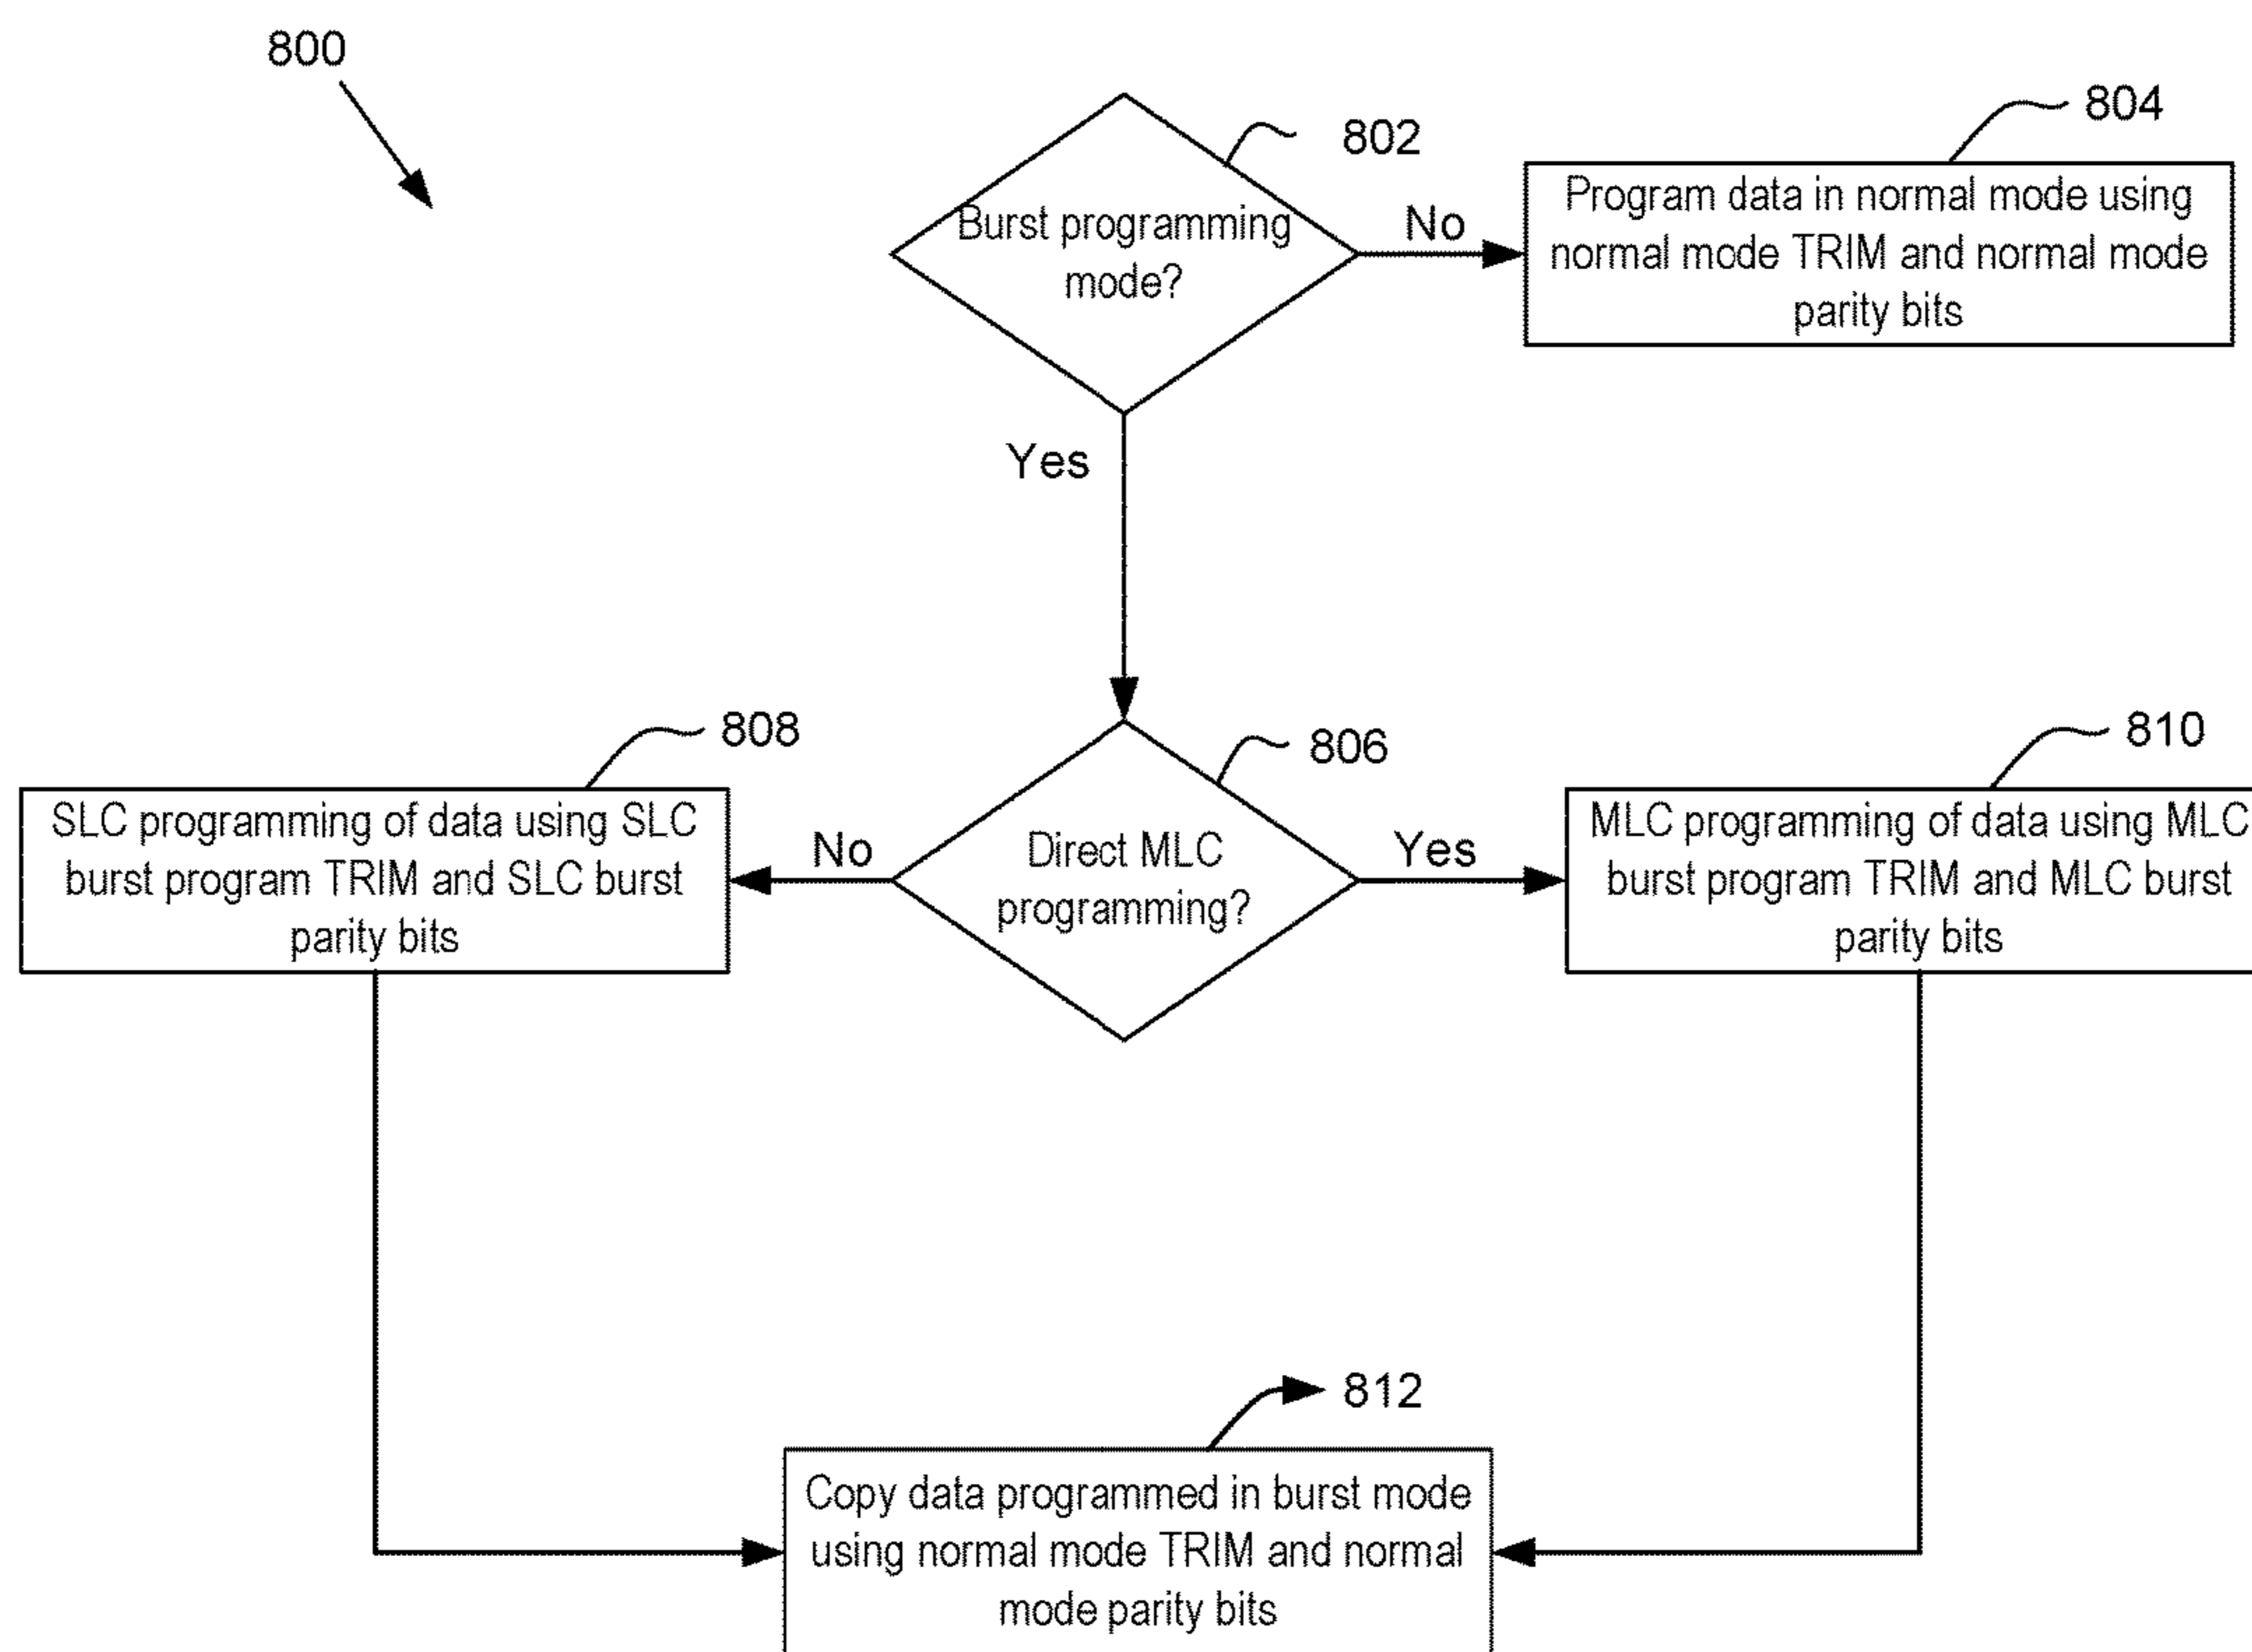 800
802
804
Burst programming
mode?
No
Program data in normal mode using
normal mode TRIM and normal mode
parity bits
Yes
808
806
810
SLC programming of data using SLC
burst program TRIM and SLC burst
parity bits
No
Direct MLC
programming?
Yes
MLC programming of data using MLC
burst program TRIM and MLC burst
parity bits
812
Copy data programmed in burst mode
using normal mode TRIM and normal
mode parity bits